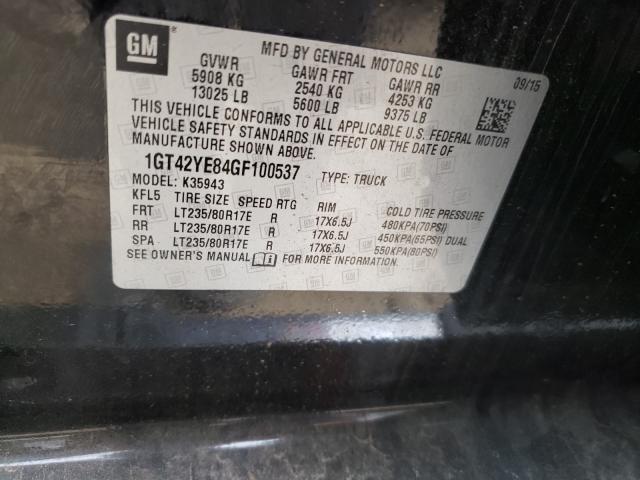 GM
MFD BY GENERAL MOTORS LLC
GVWR GAWR FRT GAWR RR 09/15
5908 KG 2540 KG 4253 KG
13025 LB 5600 LB 9375 LB
THIS VEHICLE CONFORMS TO ALL APPLICABLE U.S. FEDERAL MOTOR
VEHICLE SAFETY STANDARDS IN EFFECT ON THE DATE OF
MANUFACTURE SHOWN ABOVE.
1GT42YE84GF100537 TYPE: TRUCK
MODEL: K35943
KFL5 TIRE SIZE SPEED RTG RIM COLD TIRE PRESSURE
FRT LT235/80R17E R 17X6.5J 480KPA(70PSI)
RR LT235/80R17E R 17X6.5J 450KPA(65PSI) DUAL
SPA LT235/80R17E R 17X6.5J 550KPA(80PSI)
SEE OWNER'S MANUAL FOR MORE INFORMATION.